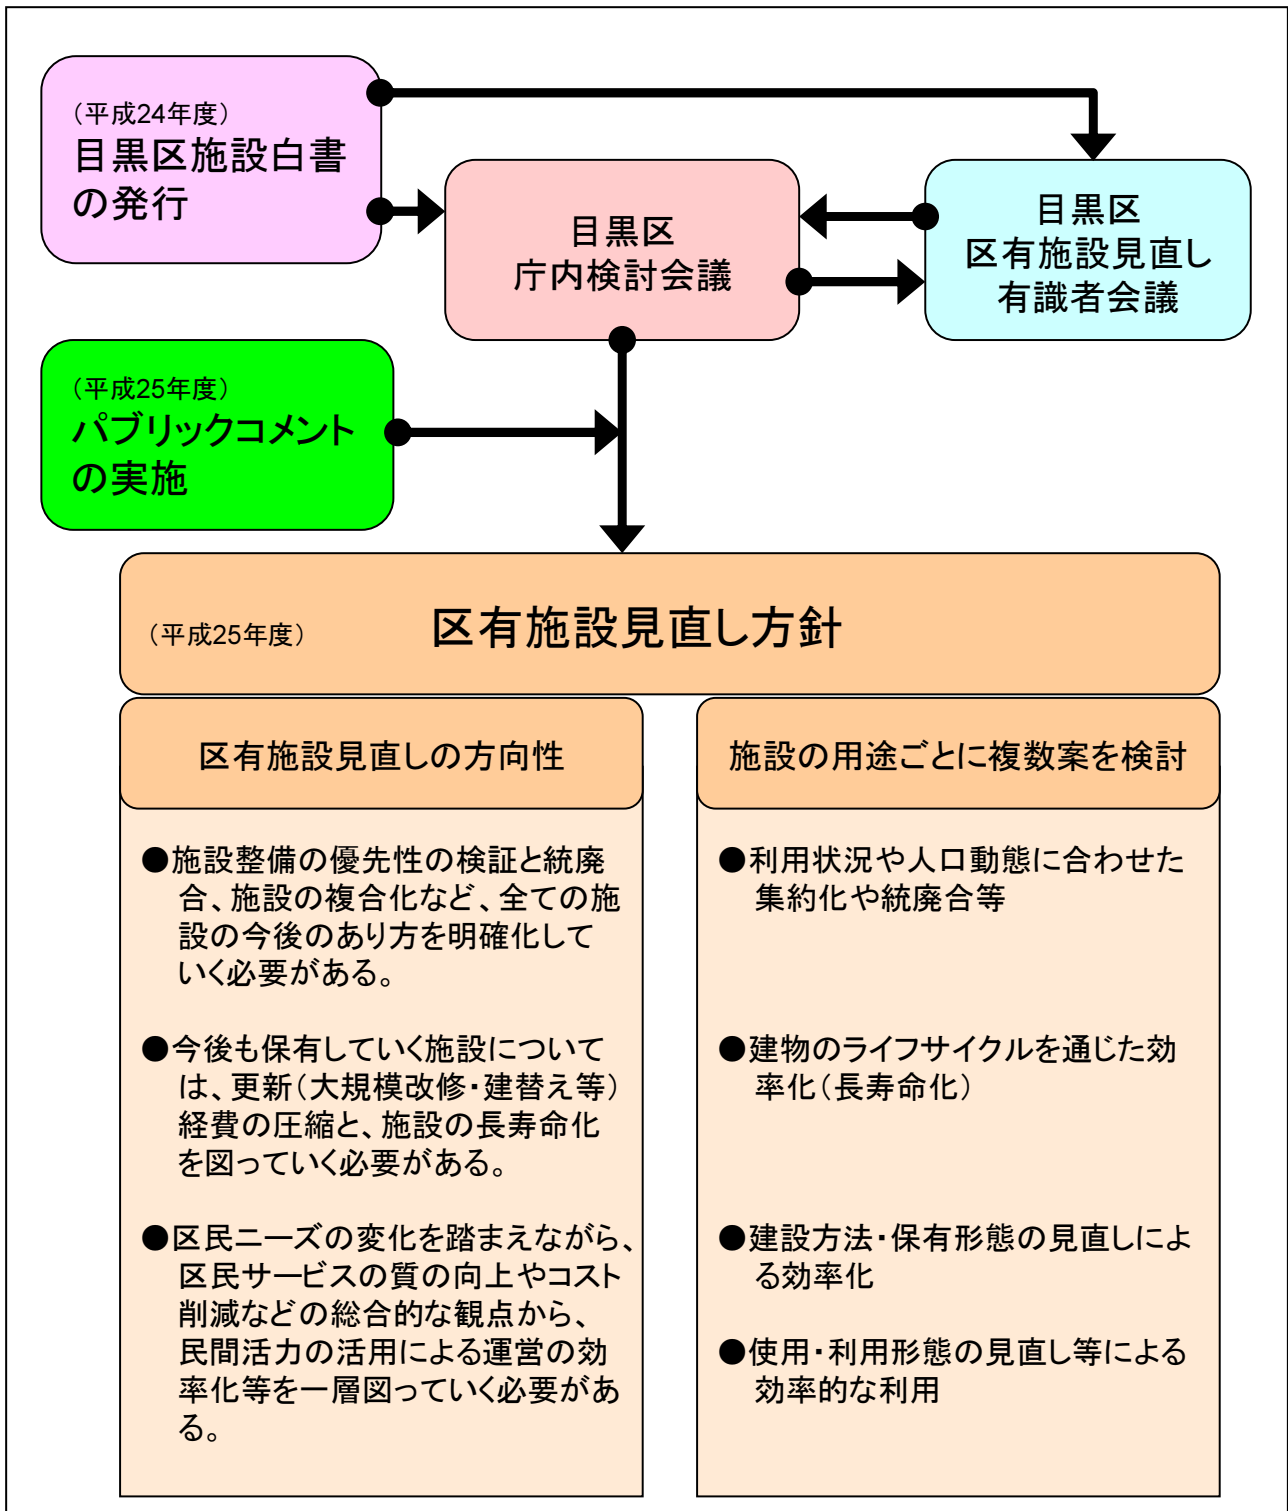 （平成24年度）
目黒区施設白書
の発行
目黒区
庁内検討会議
目黒区
区有施設見直し
有識者会議
（平成25年度）
パブリックコメント
の実施
（平成25年度）
区有施設見直し方針
区有施設見直しの方向性
●施設整備の優先性の検証と統廃
合、施設の複合化など、全ての施
設の今後のあり方を明確化して
いく必要がある。
●今後も保有していく施設について
は、更新（大規模改修・建替え等）
経費の圧縮と、施設の長寿命化
を図っていく必要がある。
●区民ニーズの変化を踏まえながら、
区民サービスの質の向上やコスト
削減などの総合的な観点から、
民間活力の活用による運営の効
率化等を一層図っていく必要があ
る。
施設の用途ごとに複数案を検討
●利用状況や人口動態に合わせた
集約化や統廃合等
●建物のライフサイクルを通じた効
率化（長寿命化）
●建設方法・保有形態の見直しによ
る効率化
●使用・利用形態の見直し等による
効率的な利用